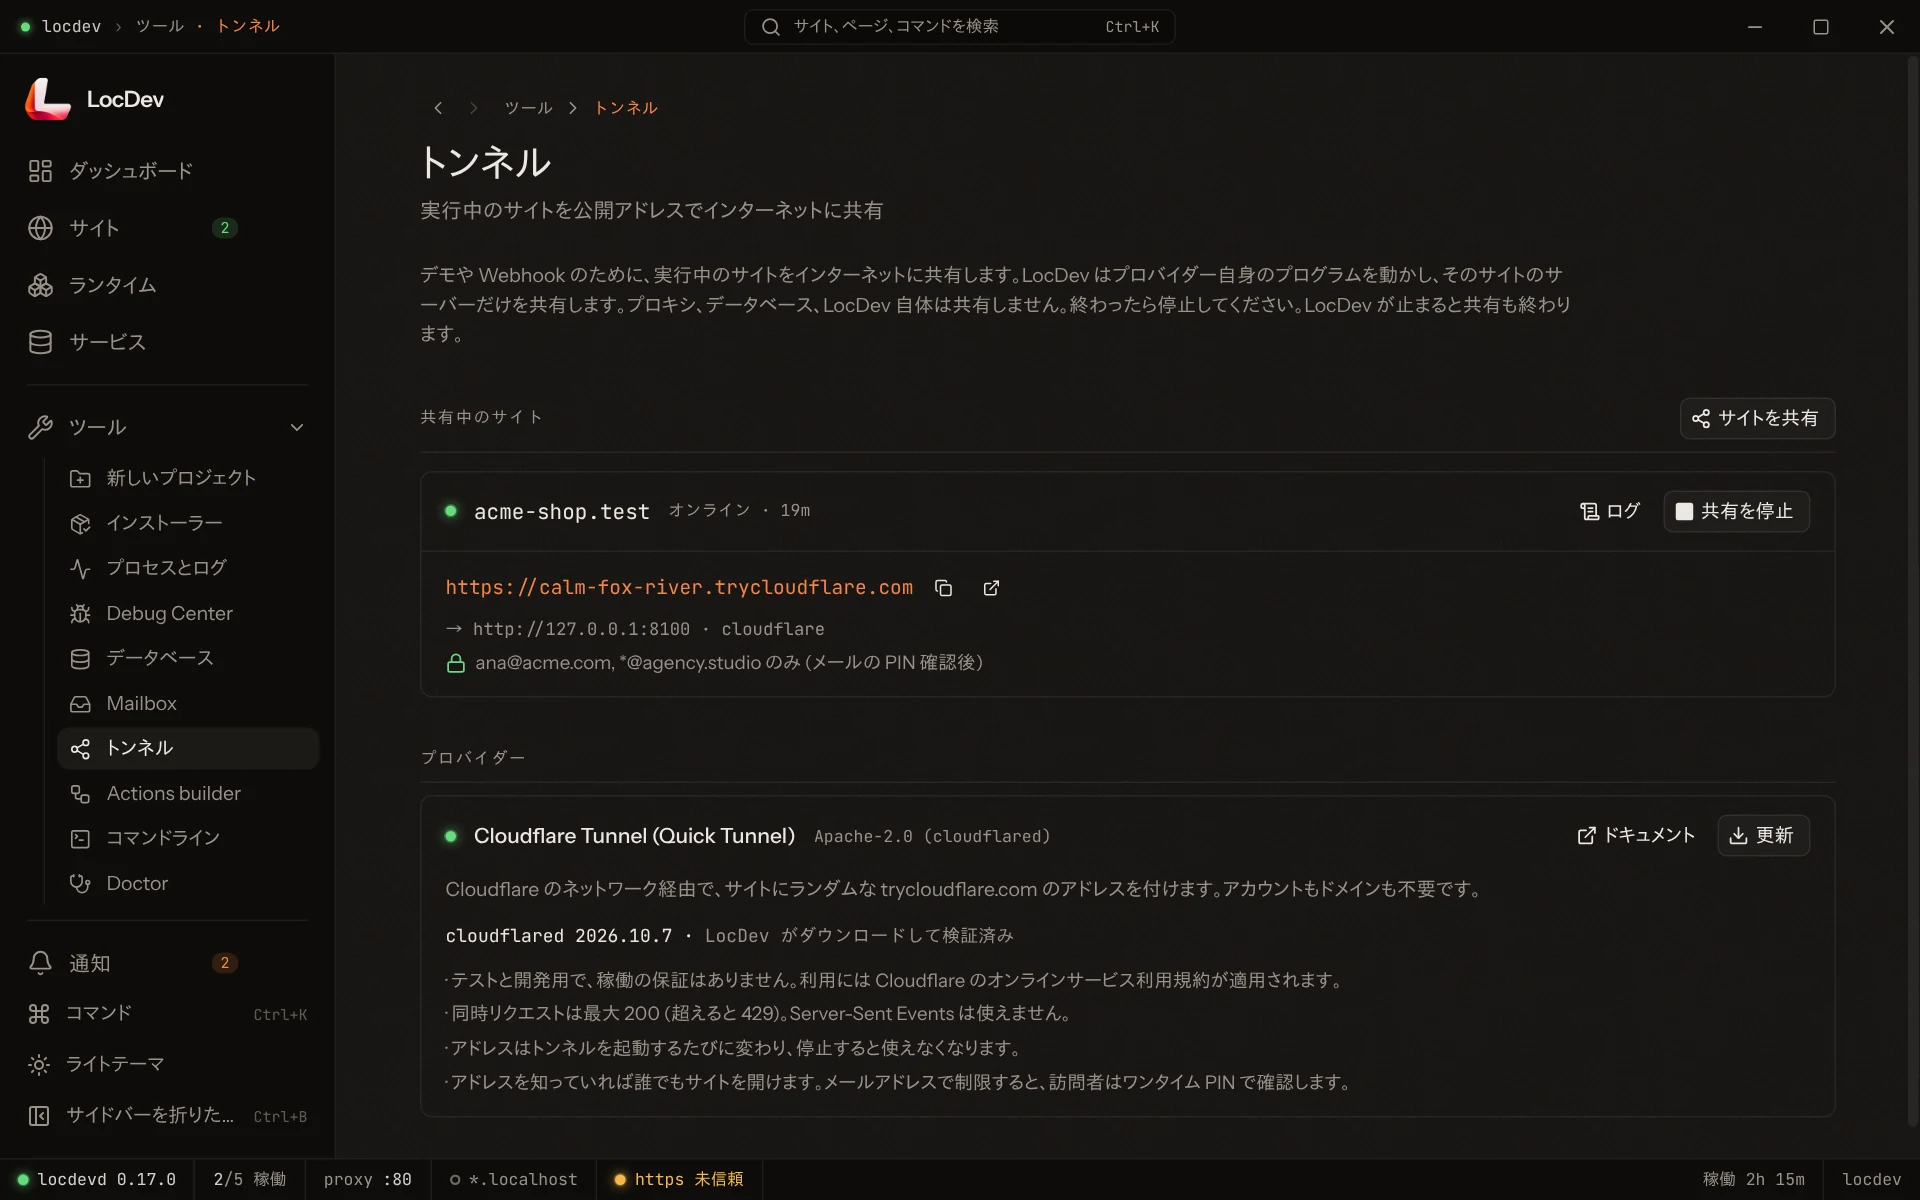 locdev › ツール · トンネル
サイト、ページ、コマンドを検索 Ctrl+K
LocDev
ダッシュボード
サイト 2
ランタイム
サービス
ツール
新しいプロジェクト
インストーラー
プロセスとログ
Debug Center
データベース
Mailbox
トンネル
Actions builder
コマンドライン
Doctor
通知 2
コマンド Ctrl+K
ライトテーマ
サイドバーを折りた… Ctrl+B
ツール › トンネル
トンネル
実行中のサイトを公開アドレスでインターネットに共有
デモや Webhook のために、実行中のサイトをインターネットに共有します。LocDev はプロバイダー自身のプログラムを動かし、そのサイトのサ
ーバーだけを共有します。プロキシ、データベース、LocDev 自体は共有しません。終わったら停止してください。LocDev が止まると共有も終わり
ます。
共有中のサイト
サイトを共有
acme-shop.test オンライン · 19m
ログ
共有を停止
https://calm-fox-river.trycloudflare.com
→ http://127.0.0.1:8100 · cloudflare
ana@acme.com, *@agency.studio のみ (メールの PIN 確認後)
プロバイダー
Cloudflare Tunnel (Quick Tunnel) Apache-2.0 (cloudflared)
ドキュメント
更新
Cloudflare のネットワーク経由で、サイトにランダムな trycloudflare.com のアドレスを付けます。アカウントもドメインも不要です。
cloudflared 2026.10.7 · LocDev がダウンロードして検証済み
· テストと開発用で、稼働の保証はありません。利用には Cloudflare のオンラインサービス利用規約が適用されます。
· 同時リクエストは最大 200 (超えると 429)。Server-Sent Events は使えません。
· アドレスはトンネルを起動するたびに変わり、停止すると使えなくなります。
· アドレスを知っていれば誰でもサイトを開けます。メールアドレスで制限すると、訪問者はワンタイム PIN で確認します。
locdevd 0.17.0
2/5 稼働
proxy :80
*.localhost
https 未信頼
稼働 2h 15m
locdev